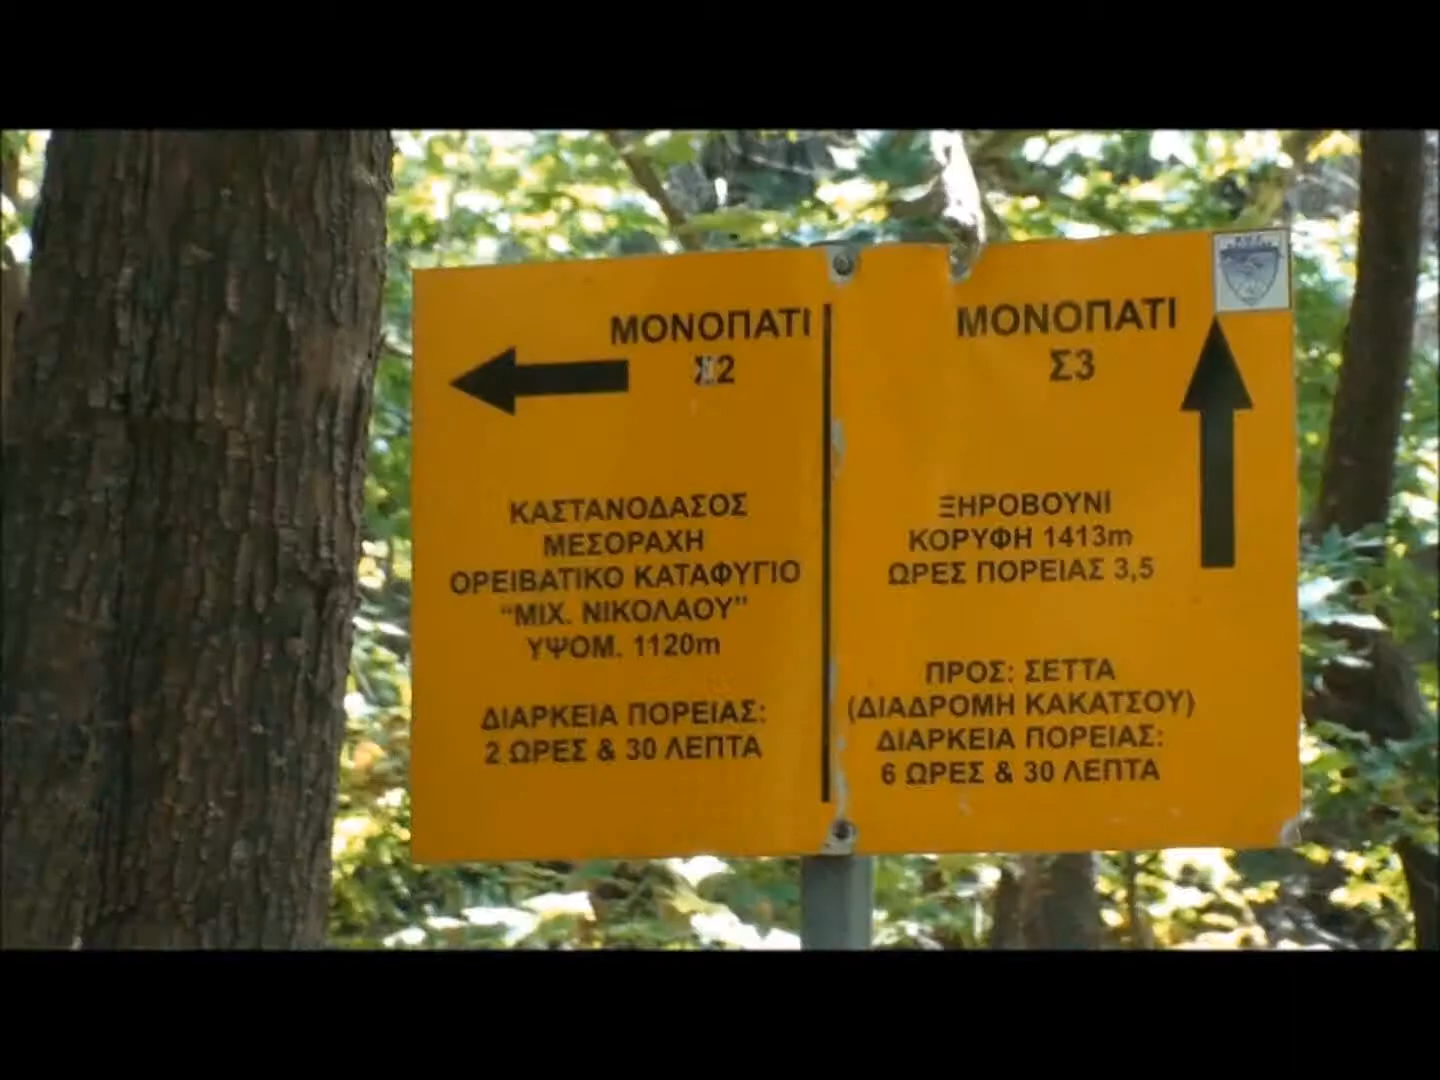 ΜΟΝΟΠΑΤΙ
Σ2
ΚΑΣΤΑΝΟΔΑΣΟΣ
ΜΕΣΟΡΑΧΗ
ΟΡΕΙΒΑΤΙΚΟ ΚΑΤΑΦΥΓΙΟ
“ΜΙΧ. ΝΙΚΟΛΑΟΥ”
ΥΨΟΜ. 1120m
ΔΙΑΡΚΕΙΑ ΠΟΡΕΙΑΣ:
2 ΩΡΕΣ & 30 ΛΕΠΤΑ
ΜΟΝΟΠΑΤΙ
Σ3
ΞΗΡΟΒΟΥΝΙ
ΚΟΡΥΦΗ 1413m
ΩΡΕΣ ΠΟΡΕΙΑΣ 3,5
ΠΡΟΣ: ΣΕΤΤΑ
(ΔΙΑΔΡΟΜΗ ΚΑΚΑΤΣΟΥ)
ΔΙΑΡΚΕΙΑ ΠΟΡΕΙΑΣ:
6 ΩΡΕΣ & 30 ΛΕΠΤΑ